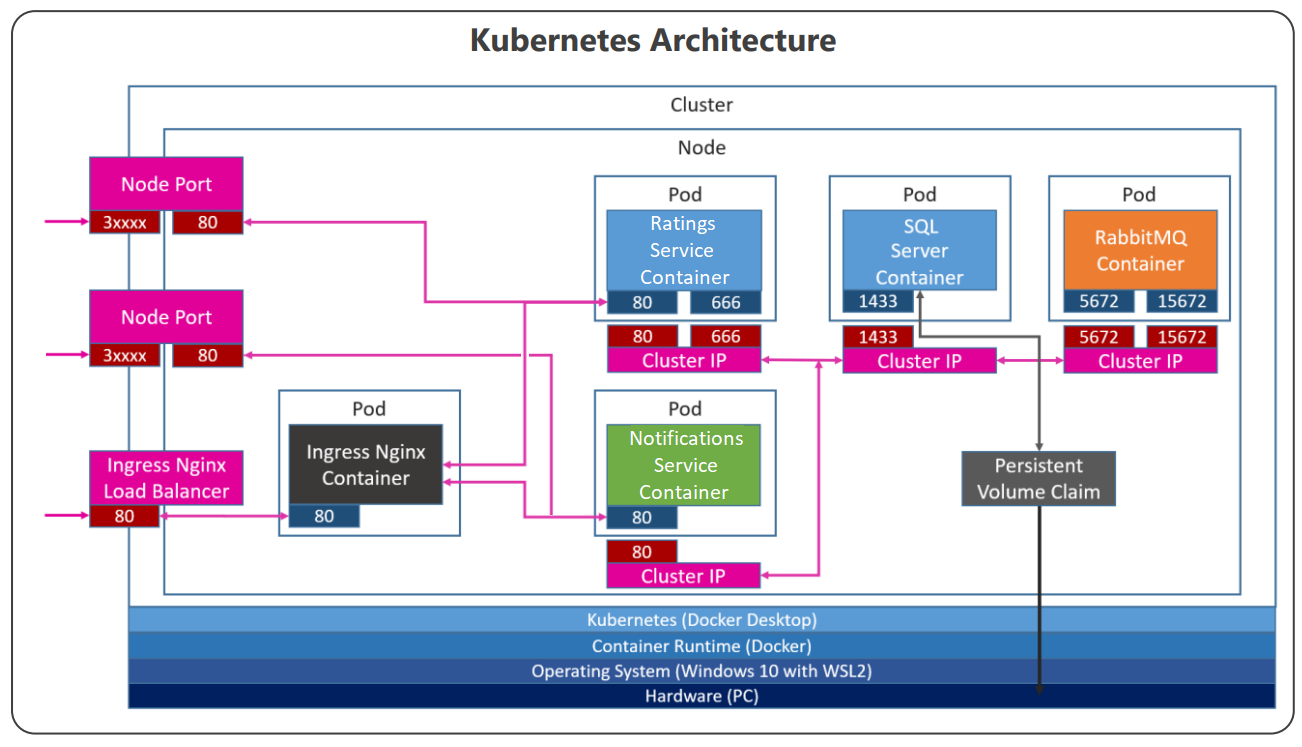 Kubernetes Architecture
Cluster
Node
Node Port
3xxxx
80
Node Port
3xxxx
80
Ingress Nginx
Load Balancer
80
Pod
Ingress Nginx
Container
80
Pod
Ratings
Service
Container
80
666
80
666
Cluster IP
Pod
SQL
Server
Container
1433
1433
Cluster IP
Pod
RabbitMQ
Container
5672
15672
5672
15672
Cluster IP
Pod
Notifications
Service
Container
80
80
Cluster IP
Persistent
Volume Claim
Kubernetes (Docker Desktop)
Container Runtime (Docker)
Operating System (Windows 10 with WSL2)
Hardware (PC)